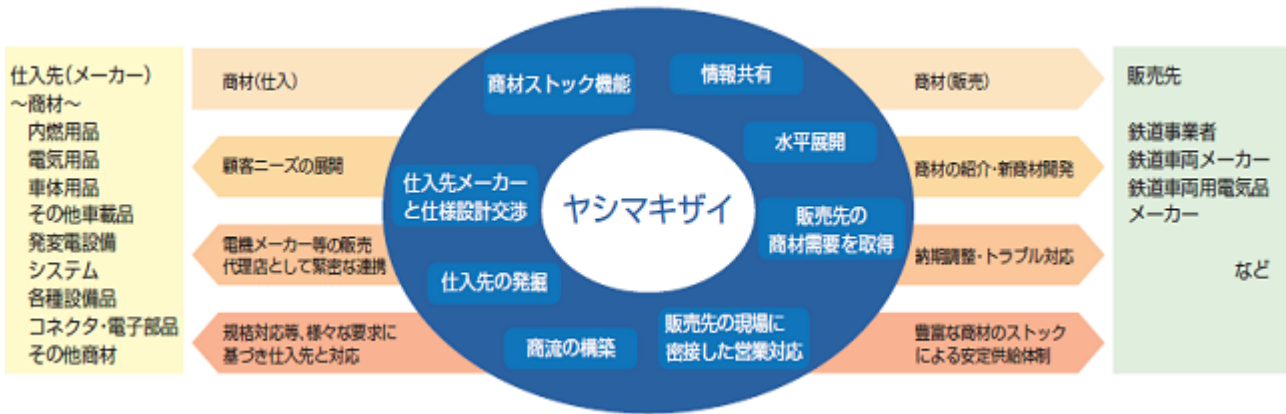 仕入先(メーカー)
～商材～
内燃用品
電気用品
車体用品
その他車載品
発変電設備
システム
各種設備品
コネクタ・電子部品
その他商材
商材(仕入)
顧客ニーズの展開
電機メーカー等の販売
代理店として緊密な連携
規格対応等、様々な要求に
基づき仕入先と対応
商材ストック機能
情報共有
水平展開
仕入先メーカー
と仕様設計交渉
ヤシマキザイ
販売先の
商材需要を取得
仕入先の発掘
商流の構築
販売先の現場に
密接した営業対応
商材(販売)
商材の紹介・新商材開発
納期調整・トラブル対応
豊富な商材のストック
による安定供給体制
販売先
鉄道事業者
鉄道車両メーカー
鉄道車両用電気品
メーカー
など